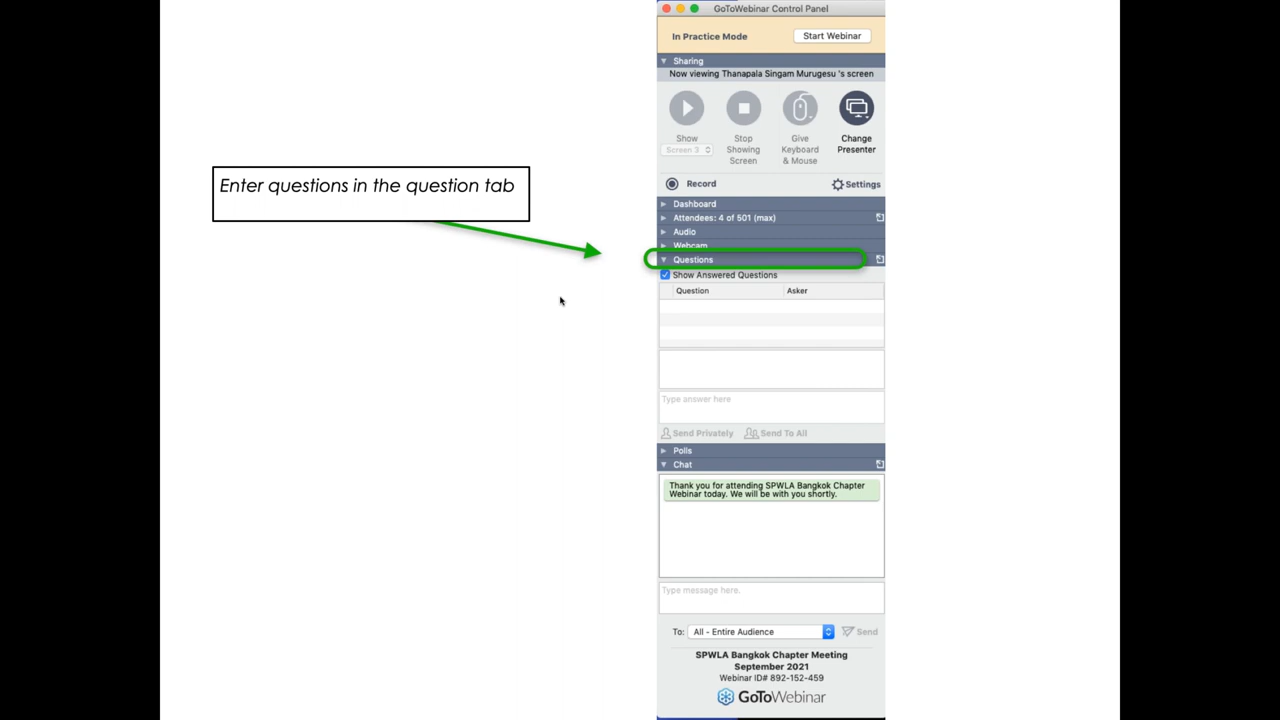 GoToWebinar Control Panel
In Practice Mode
Start Webinar
Sharing
Now viewing Thanapala Singam Murugesu 's screen
Show
Screen 3
Stop
Showing
Screen
Give
Keyboard
& Mouse
Change
Presenter
Record
Settings
Enter questions in the question tab
Dashboard
Attendees: 4 of 501 (max)
Audio
Webcam
Questions
Show Answered Questions
Question
Asker
Type answer here
Send Privately
Send To All
Polls
Chat
Thank you for attending SPWLA Bangkok Chapter
Webinar today. We will be with you shortly.
Type message here.
To:
All - Entire Audience
Send
SPWLA Bangkok Chapter Meeting
September 2021
Webinar ID# 892-152-459
GoToWebinar